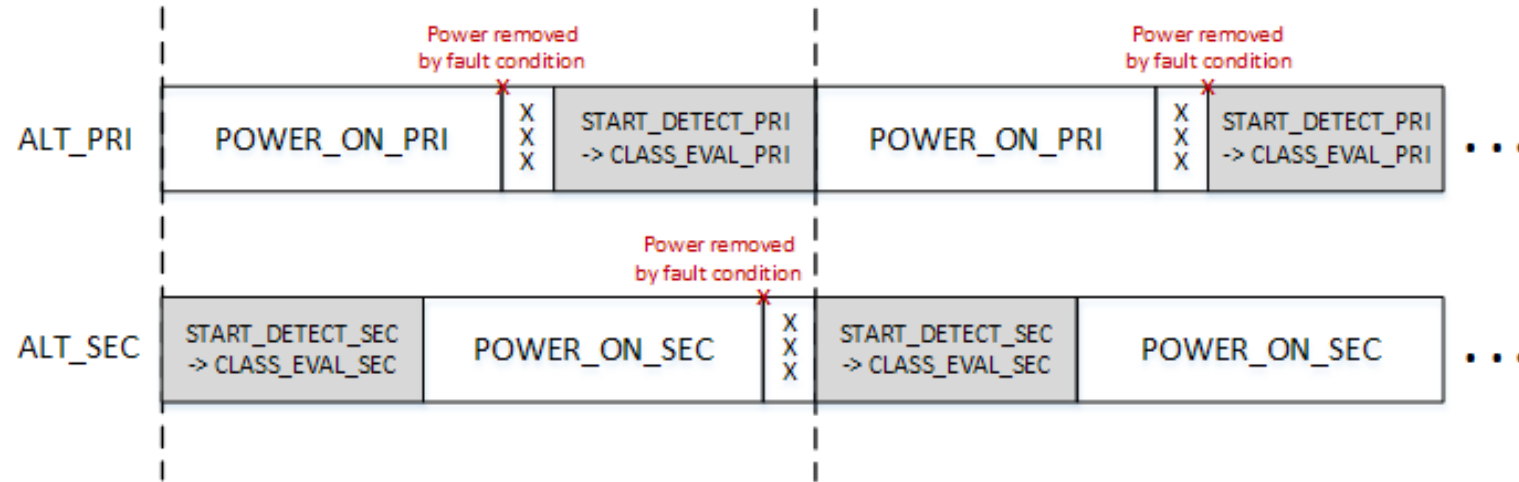 Power removed
by fault condition
Power removed
by fault condition
ALT_PRI
POWER_ON_PRI
X
X
X
START_DETECT_PRI
-> CLASS_EVAL_PRI
POWER_ON_PRI
X
X
X
START_DETECT_PRI
-> CLASS_EVAL_PRI
...
Power removed
by fault condition
ALT_SEC
START_DETECT_SEC
-> CLASS_EVAL_SEC
POWER_ON_SEC
X
X
X
START_DETECT_SEC
-> CLASS_EVAL_SEC
POWER_ON_SEC
...